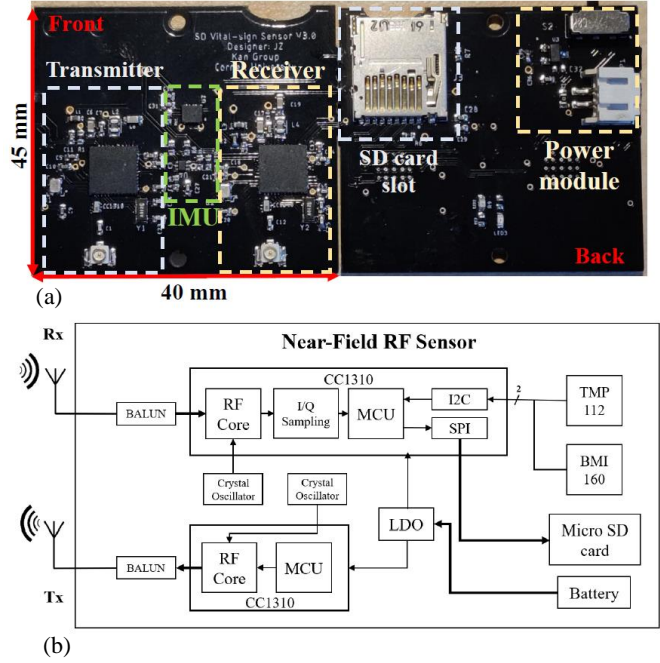 Front
SD Vital-sign Sensor V3.0
Designer: JZ
Kan Group
Transmitter
Receiver
IMU
CC1310
Y1
Y2
SD card
slot
Power
module
Back
45 mm
40 mm
(a)
Near-Field RF Sensor
Rx
CC1310
BALUN
RF
Core
I/Q
Sampling
MCU
I2C
SPI
2
TMP
112
BMI
160
Crystal
Oscillator
Crystal
Oscillator
LDO
Micro SD
card
Tx
BALUN
RF
Core
MCU
CC1310
Battery
(b)